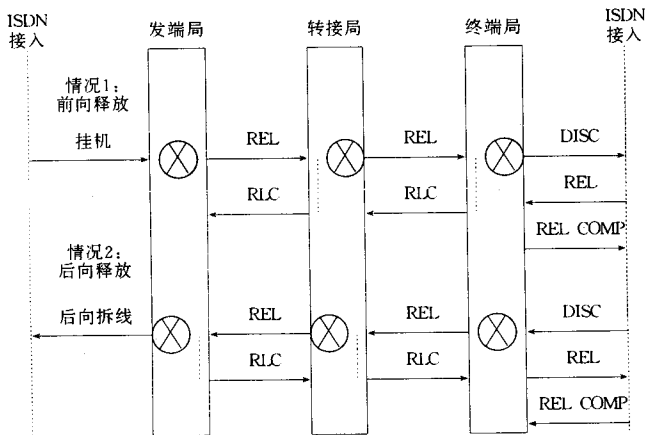 ISDN
接入
发端局
转接局
终端局
ISDN
接入
情况1:
前向释放
挂机
REL
REL
DISC
RLC
RLC
REL
REL COMP
情况2:
后向释放
后向拆线
REL
REL
DISC
RLC
RLC
REL
REL COMP